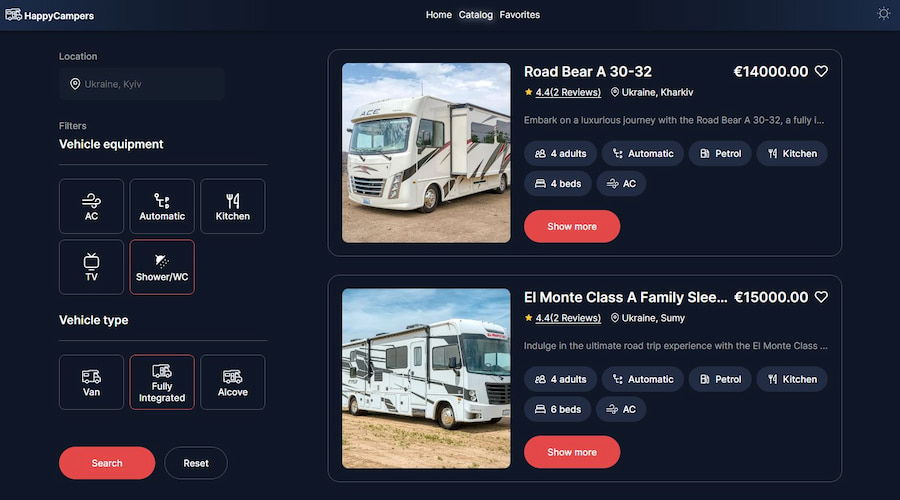 HappyCampers
Home Catalog Favorites
Location
Ukraine, Kyiv
Filters
Vehicle equipment
AC
Automatic
Kitchen
TV
Shower/WC
Vehicle type
Van
Fully
Integrated
Alcove
Search
Reset
ACE
Road Bear A 30-32
€14000.00
4.4(2 Reviews)
Ukraine, Kharkiv
Embark on a luxurious journey with the Road Bear A 30-32, a fully i...
4 adults
Automatic
Petrol
Kitchen
4 beds
AC
Show more
El Monte Class A Family Slee...
€15000.00
4.4(2 Reviews)
Ukraine, Sumy
Indulge in the ultimate road trip experience with the El Monte Class ...
4 adults
Automatic
Petrol
Kitchen
6 beds
AC
Show more